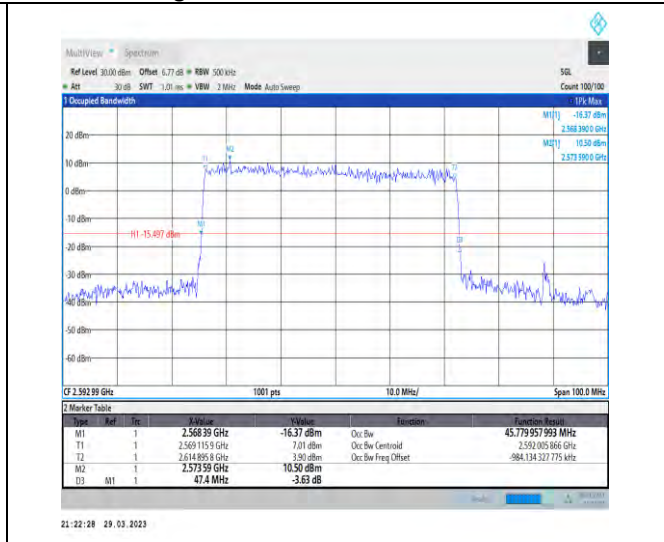 MultiView Spectrum
Ref Level 30.00 dBm Offset 6.77 dB RBW 500 kHz SGL
Att 30 dB SWT 1.01 ms VBW 2 MHz Mode Auto Sweep Count 100/100
1 Occupied Bandwidth 1Pk Max
M1[1] -16.37 dBm
2.568 3900 GHz
M2[1] 10.50 dBm
2.573 5900 GHz
20 dBm
M2
T1
T2
10 dBm
0 dBm
-10 dBm
M1
H1 -15.497 dBm
D3
-20 dBm
-30 dBm
-40 dBm
-50 dBm
-60 dBm
CF 2.592 99 GHz 1001 pts 10.0 MHz/ Span 100.0 MHz
2 Marker Table
Type Ref Trc X-Value Y-Value Function Function Result
M1 1 2.568 39 GHz -16.37 dBm Occ Bw 45.779 957 993 MHz
T1 1 2.569 115 9 GHz 7.01 dBm Occ Bw Centroid 2.592 005 866 GHz
T2 1 2.614 895 8 GHz 3.90 dBm Occ Bw Freq Offset -984.134 327 775 kHz
M2 1 2.573 59 GHz 10.50 dBm
D3 M1 1 47.4 MHz -3.63 dB
21:22:28 29.03.2023